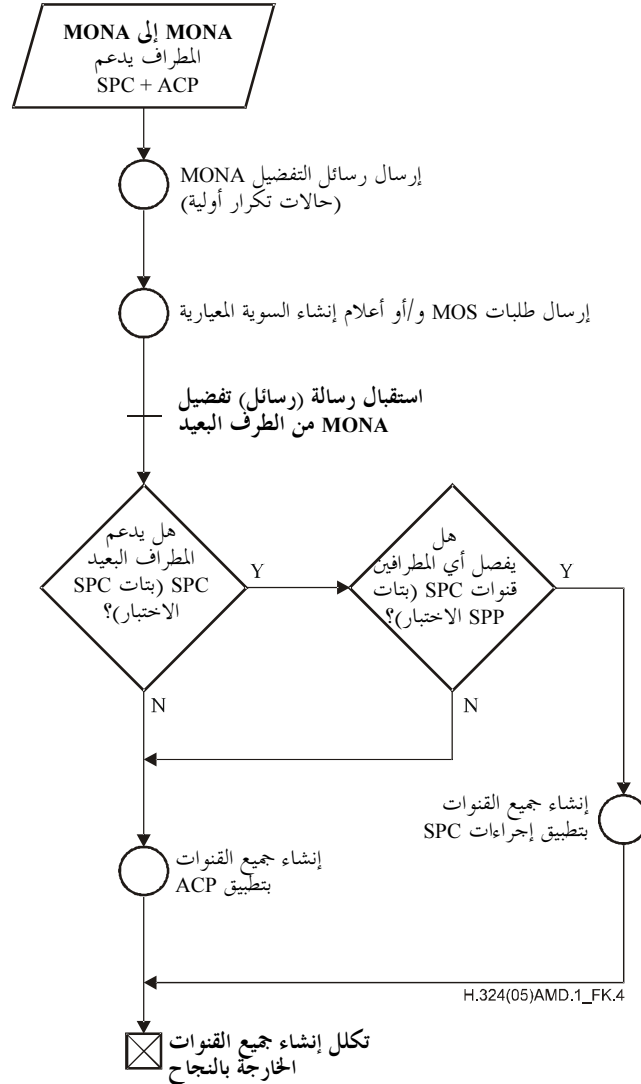 MONA إلى MONA
المطراف يدعم
SPC + ACP
إرسال رسائل التفضيل MONA
(حالات تكرار أولية)
إرسال طلبات MOS و/أو أعلام إنشاء السوية المعيارية
استقبال رسالة (رسائل) تفضيل
MONA من الطرف البعيد
هل يدعم
المطراف البعيد
SPC (بتات SPC
الاختبار)؟
Y
N
هل
يفصل أي المطرافين
قنوات SPC (بتات
SPP الاختبار)؟
Y
N
إنشاء جميع القنوات
بتطبيق إجراءات SPC
إنشاء جميع القنوات
بتطبيق ACP
H.324(05)AMD.1_FK.4
تكلل إنشاء جميع القنوات
الخارجة بالنجاح